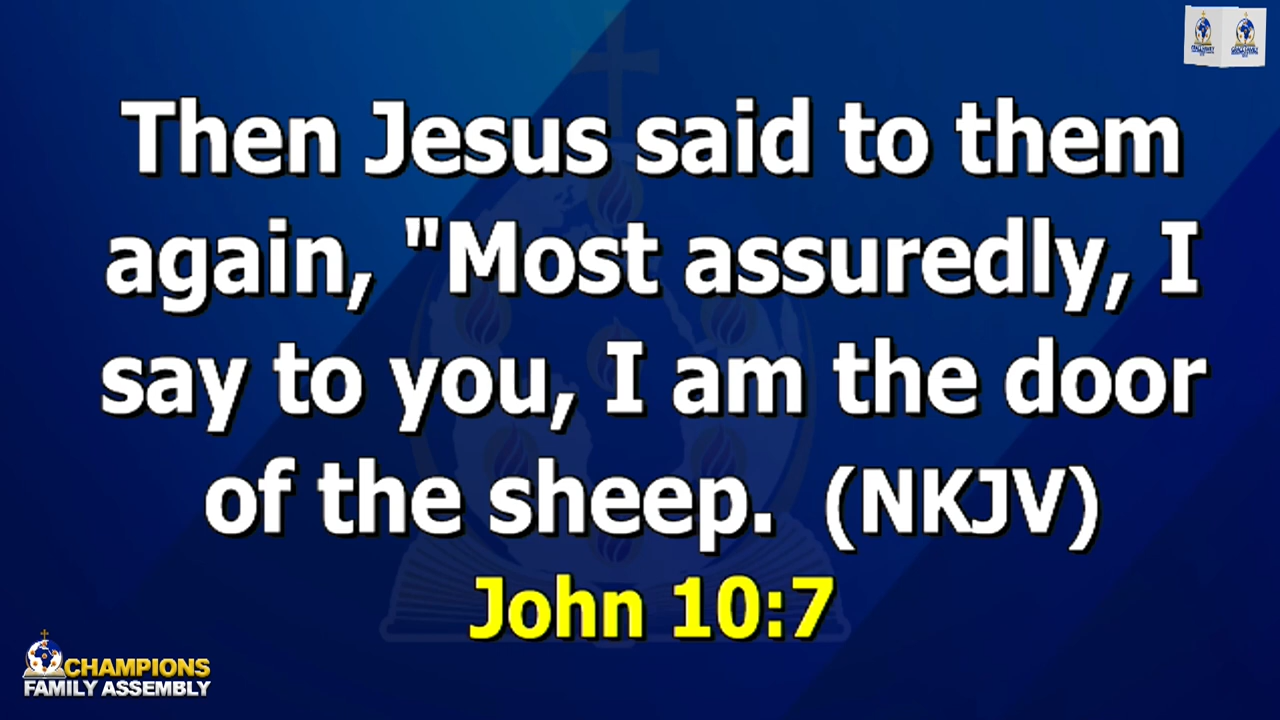 Then Jesus said to them
again, "Most assuredly, I
say to you, I am the door
of the sheep.  (NKJV)
John 10:7
CHAMPIONS
FAMILY ASSEMBLY